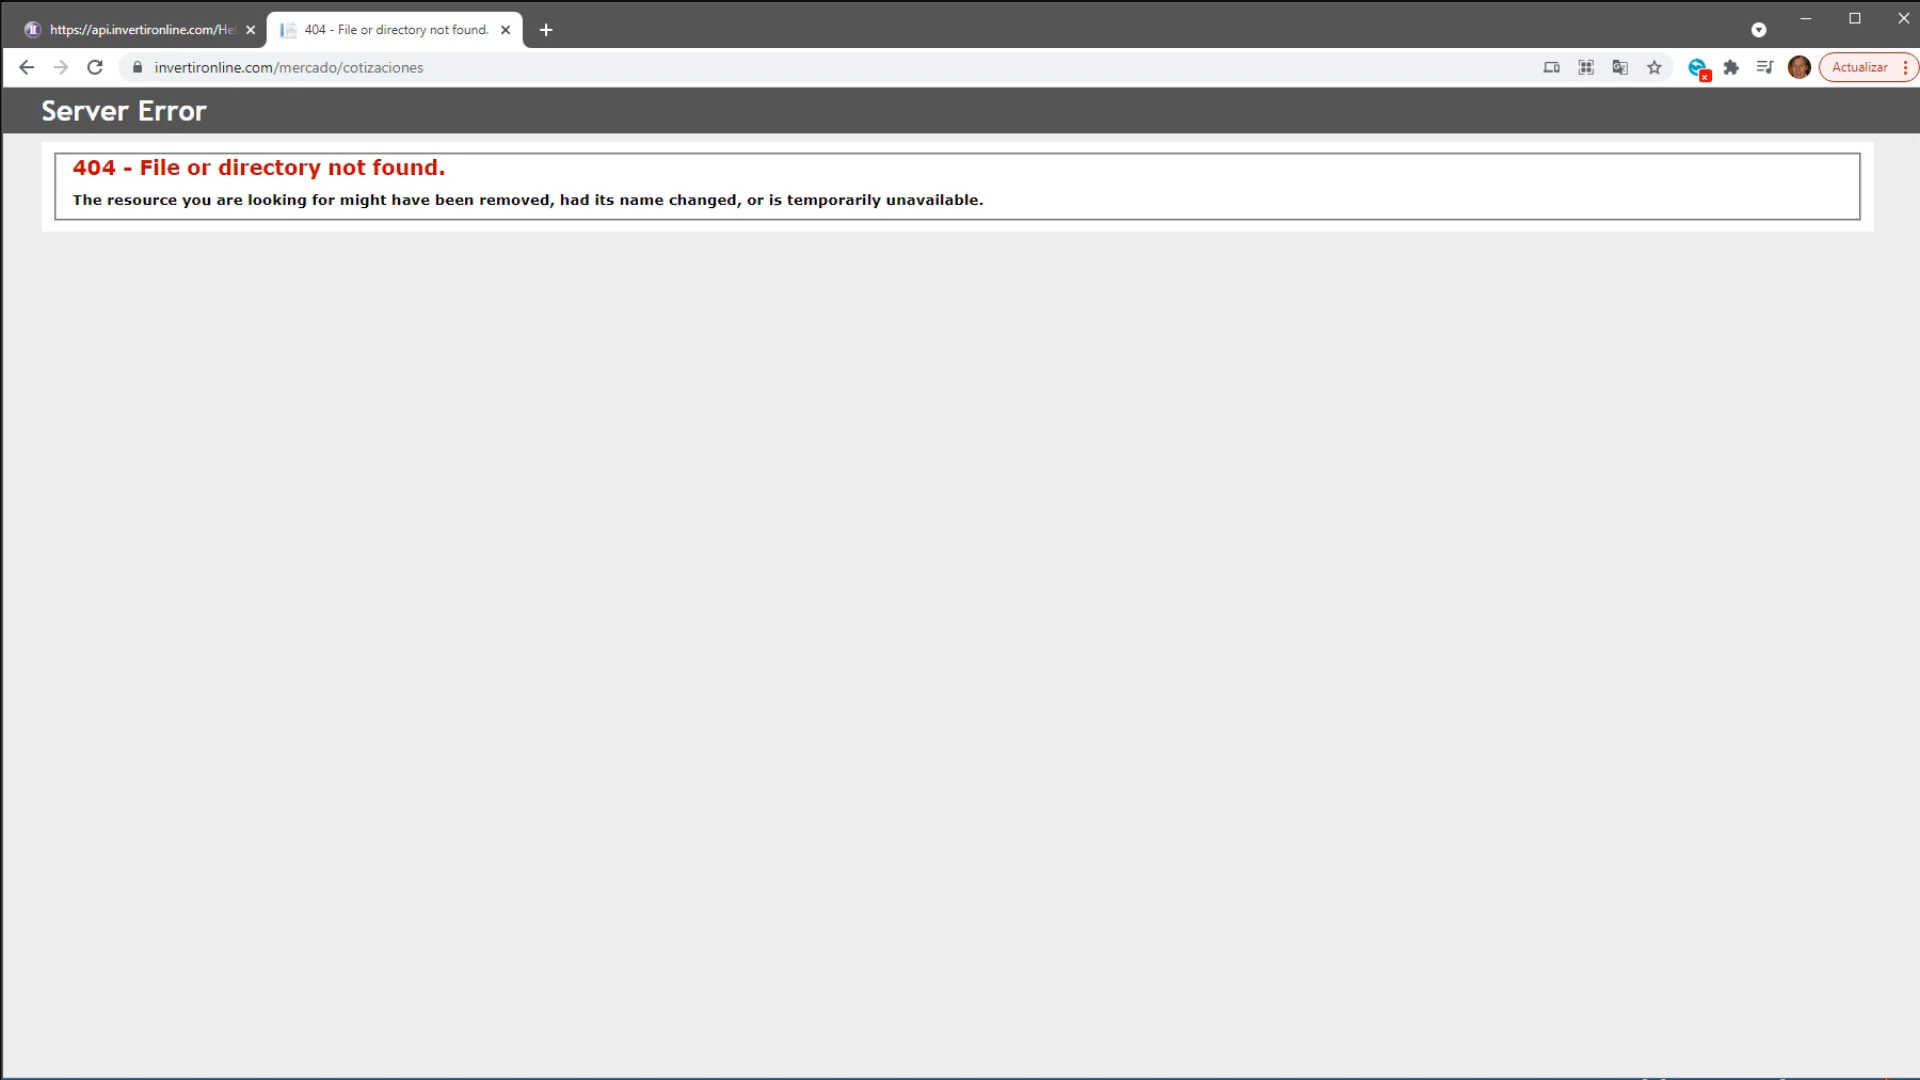 https://api.invertironline.com/He
404 - File or directory not found.
invertironline.com/mercado/cotizaciones
Actualizar
Server Error
404 - File or directory not found.
The resource you are looking for might have been removed, had its name changed, or is temporarily unavailable.